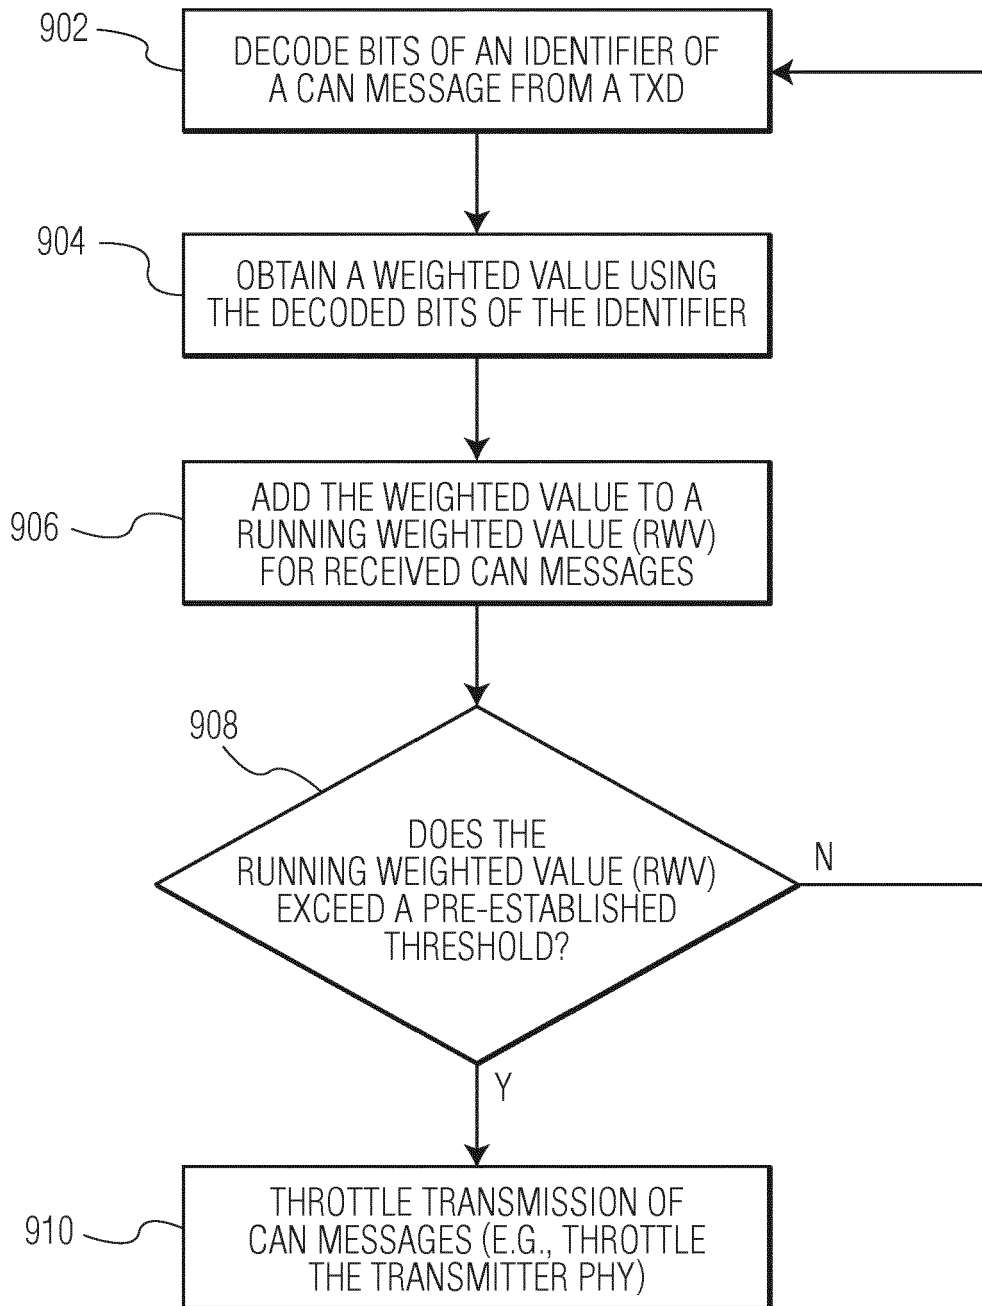 902
DECODE BITS OF AN IDENTIFIER OF
A CAN MESSAGE FROM A TXD
904
OBTAIN A WEIGHTED VALUE USING
THE DECODED BITS OF THE IDENTIFIER
906
ADD THE WEIGHTED VALUE TO A
RUNNING WEIGHTED VALUE (RWV)
FOR RECEIVED CAN MESSAGES
908
DOES THE
RUNNING WEIGHTED VALUE (RWV)
EXCEED A PRE-ESTABLISHED
THRESHOLD?
N
Y
910
THROTTLE TRANSMISSION OF
CAN MESSAGES (E.G., THROTTLE
THE TRANSMITTER PHY)